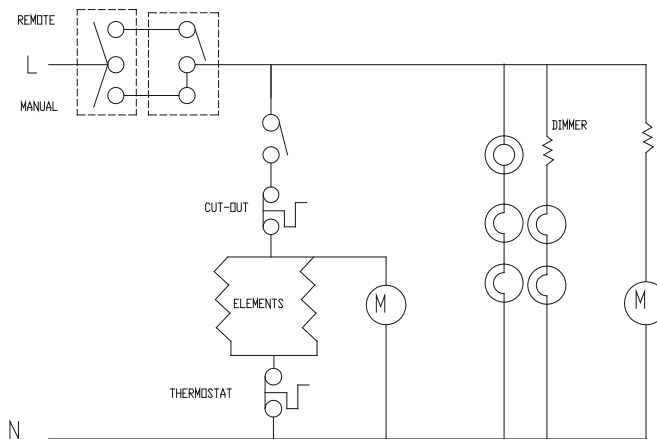 REMOTE
L
MANUAL
DIMMER
CUT-OUT
ELEMENTS
M
M
THERMOSTAT
N